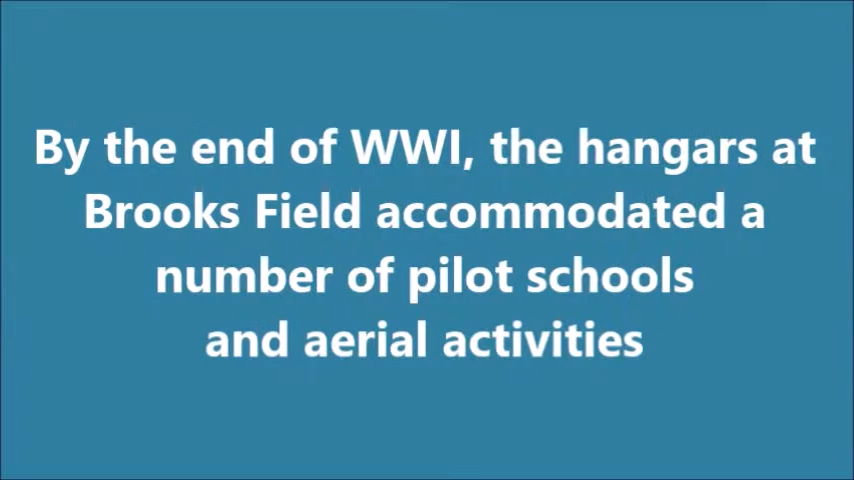 By the end of WWI, the hangars at
Brooks Field accommodated a
number of pilot schools
and aerial activities